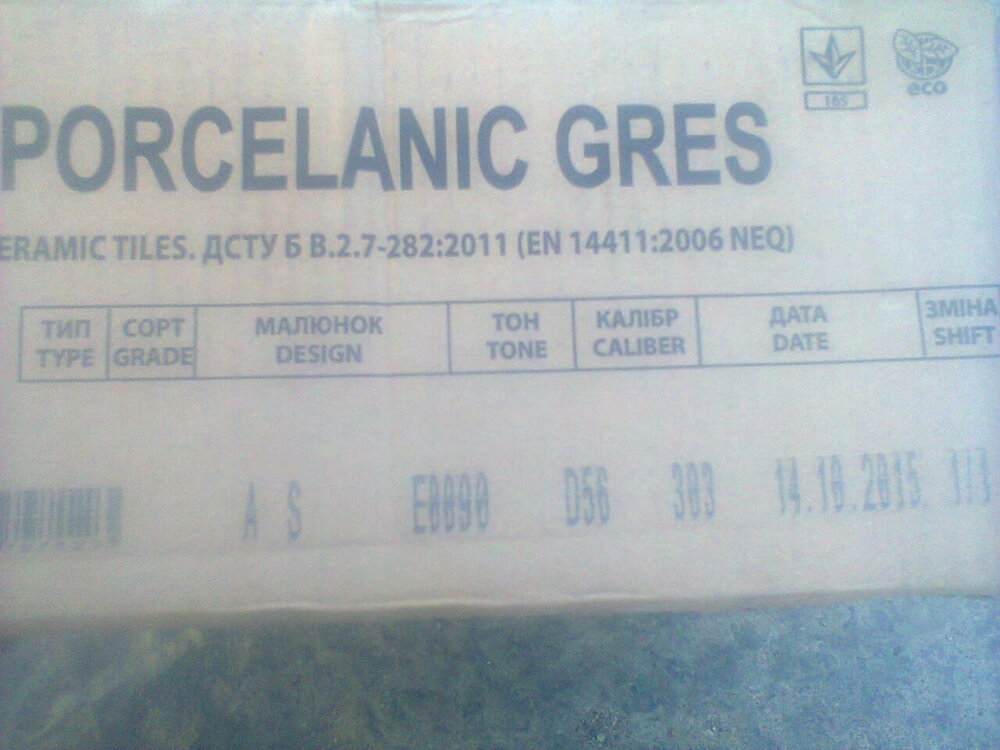 165
eco
PORCELANIC GRES
ERAMIC TILES. ДСТУ Б В.2.7-282:2011 (EN 14411:2006 NEQ)
ТИП СОРТ МАЛЮНОК ТОН КАЛІБР ДАТА ЗМІНА
TYPE GRADE DESIGN TONE CALIBER DATE SHIFT
A S E0090 D56 303 14.10.2015